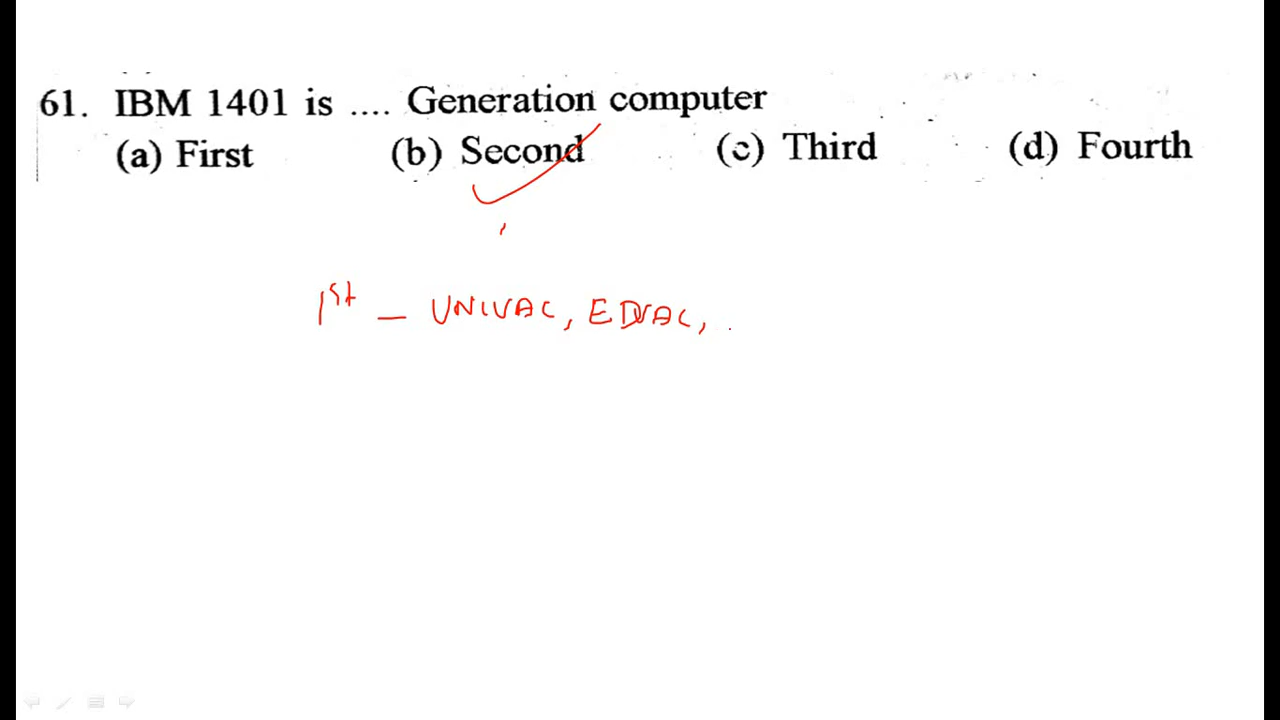 61. IBM 1401 is .... Generation computer
(a) First (b) Second (c) Third (d) Fourth
1st - UNIVAC, EDVAC,